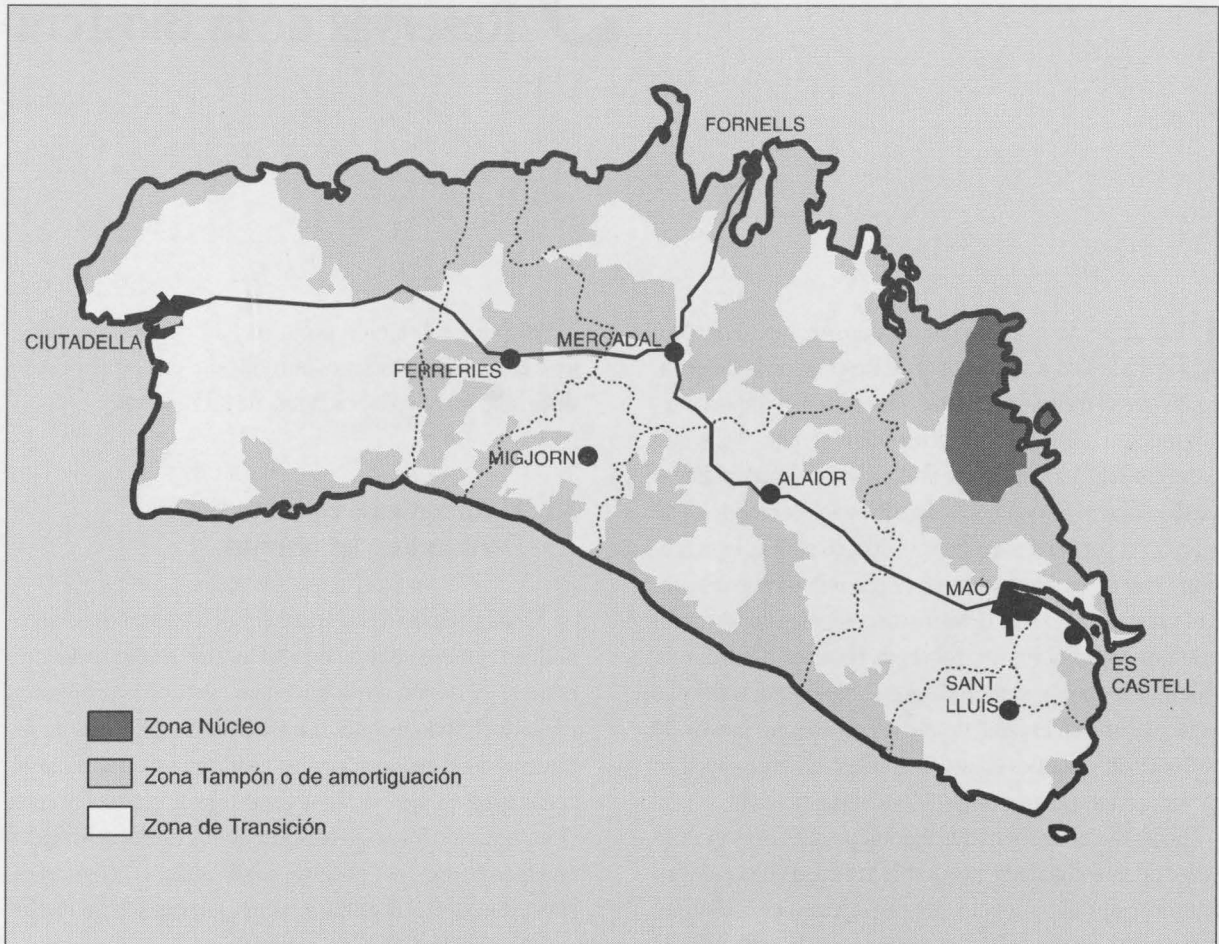 FORNELLS
CIUTADELLA
MERCADAL
FERRERIES
MIGJORN
ALAIOR
MAÓ
ES
CASTELL
SANT
LLUÍS
Zona Núcleo
Zona Tampón o de amortiguación
Zona de Transición